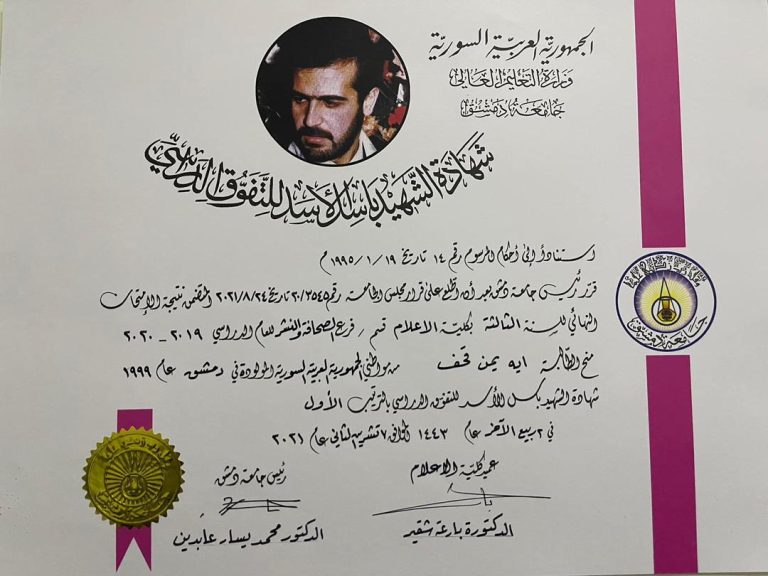 الجمهورية العربية السورية
وزارة التعليم العالي
جامعة دمشق
شهادة الشهيد باسل الأسد للتفوق الدراسي
استناداً إلى أحكام المرسوم رقم ١٤ تاريخ ١٩ / ١ / ١٩٩٥ م
قرر رئيس جامعة دمشق بعد أن اطلع على قرار مجلس الجامعة رقم ٢٠/٣٥٤ تاريخ ٢٠٢١/٨/٢٤ المتضمن نتيجة الإمتحان
النهائي للسنة الثالثة بكلية الاعلام قسم / فرع الصحافة والنشر للعام الدراسي ٢٠١٩ – ٢٠٢٠
منح الطالبة ايه يمن قحف من مواطني الجمهورية العربية السورية المولودة في دمشق عام ١٩٩٩
شهادة الشهيد باسل الأسد للتفوق الدراسي بالترتيب الأول
في ٢ ربيع الآخر عام ١٤٤٣ الموافق ٧ تشرين الثاني عام ٢٠٢١
عميد كلية الاعلام
رئيس جامعة دمشق
الدكتورة بارعة شقير
الدكتور محمد يسار عابدين
جامعة دمشق